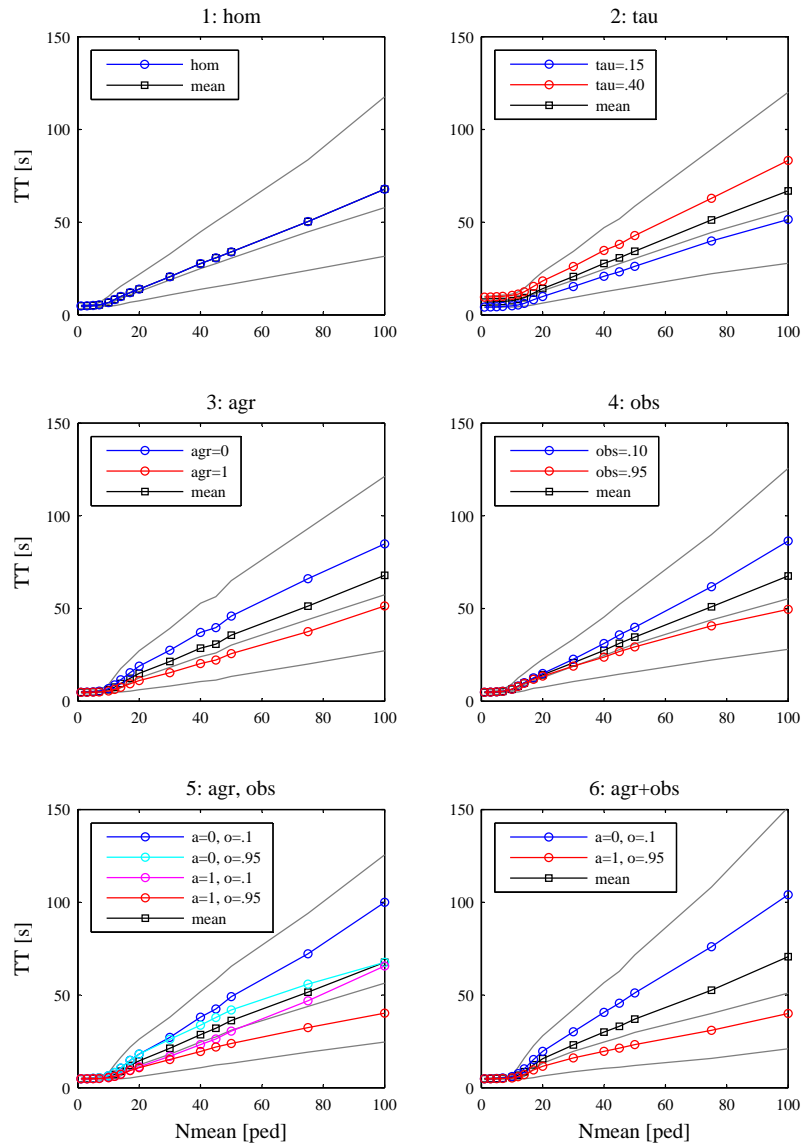 1: hom
150
100
50
0
TT [s]
0 20 40 60 80 100
hom
mean
2: tau
150
100
50
0
0 20 40 60 80 100
tau=.15
tau=.40
mean
3: agr
150
100
50
0
TT [s]
0 20 40 60 80 100
agr=0
agr=1
mean
4: obs
150
100
50
0
0 20 40 60 80 100
obs=.10
obs=.95
mean
5: agr, obs
150
100
50
0
TT [s]
0 20 40 60 80 100
Nmean [ped]
a=0, o=.1
a=0, o=.95
a=1, o=.1
a=1, o=.95
mean
6: agr+obs
150
100
50
0
0 20 40 60 80 100
Nmean [ped]
a=0, o=.1
a=1, o=.95
mean